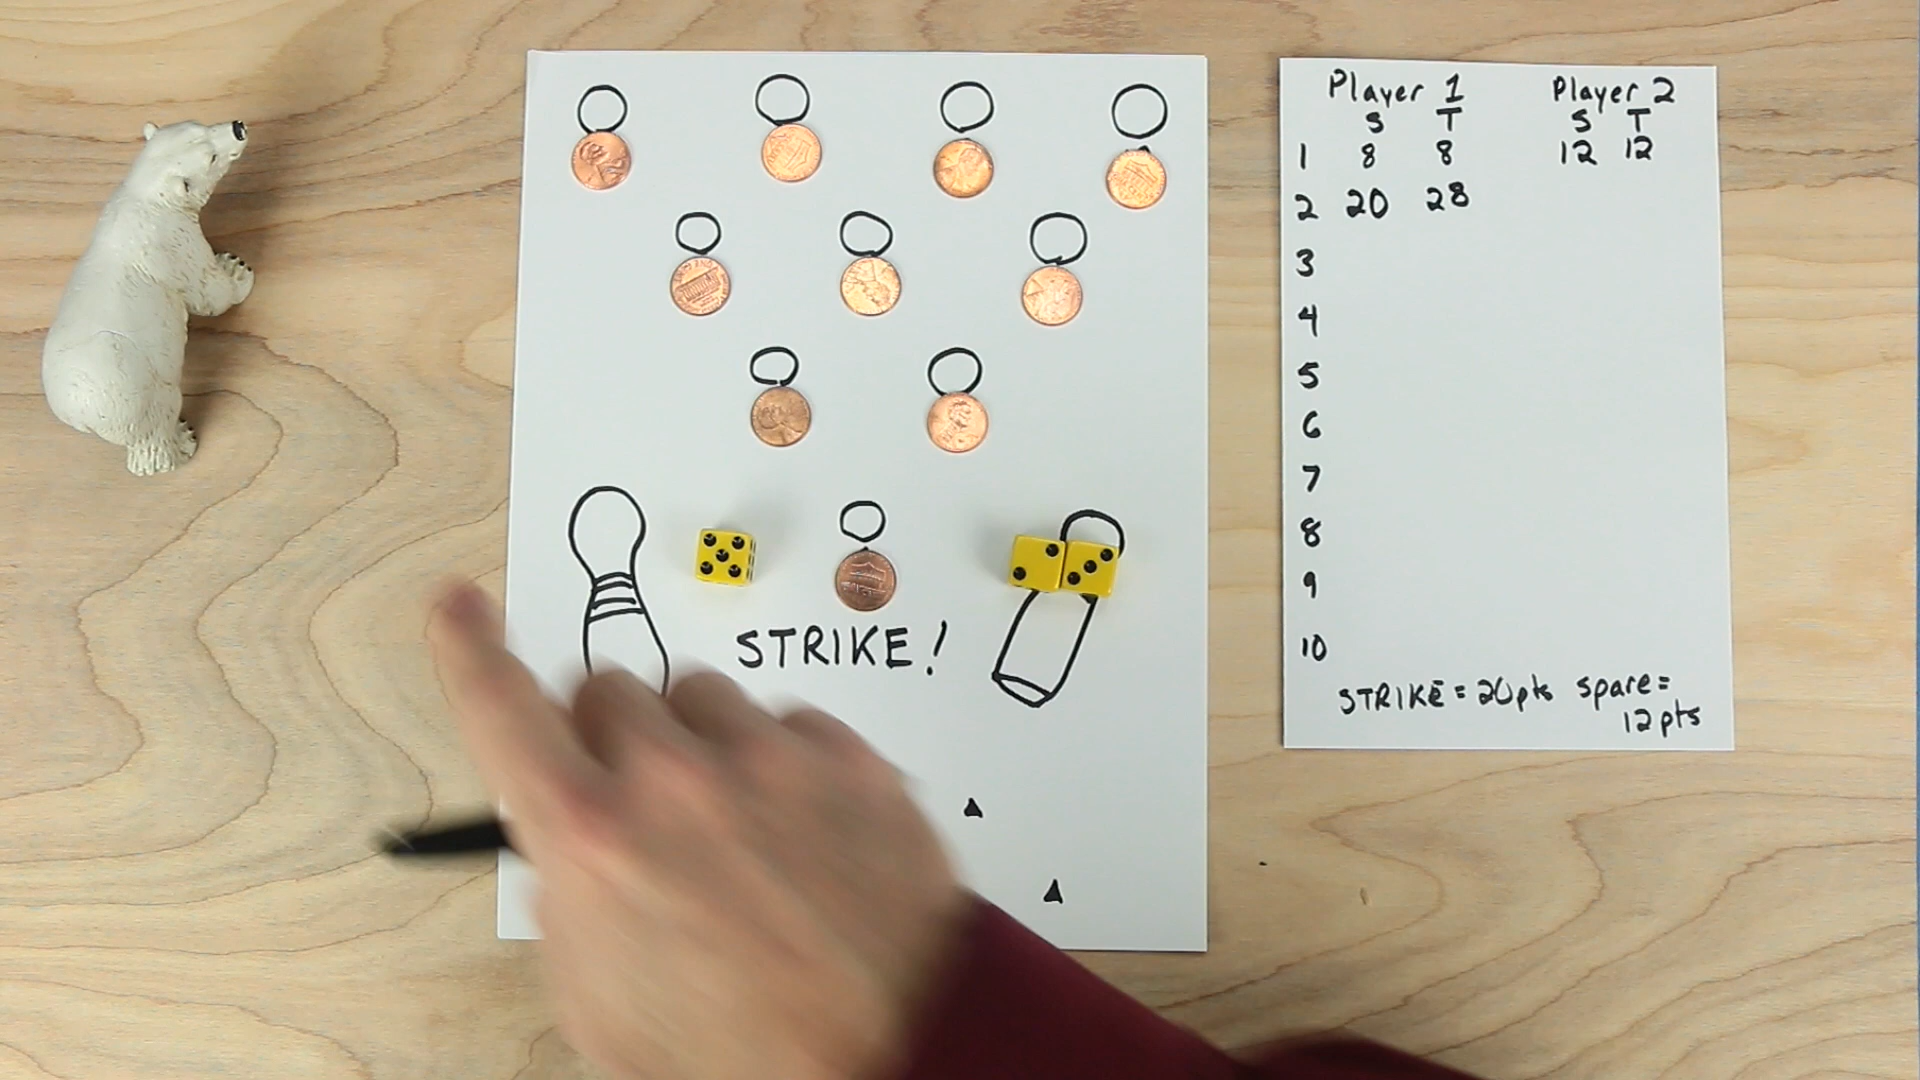 Player 1 Player 2
S T S T
1 8 8 12 12
2 20 28
3
4
5
6
7
8
9
10
STRIKE = 20pts spare =
12 pts
STRIKE!